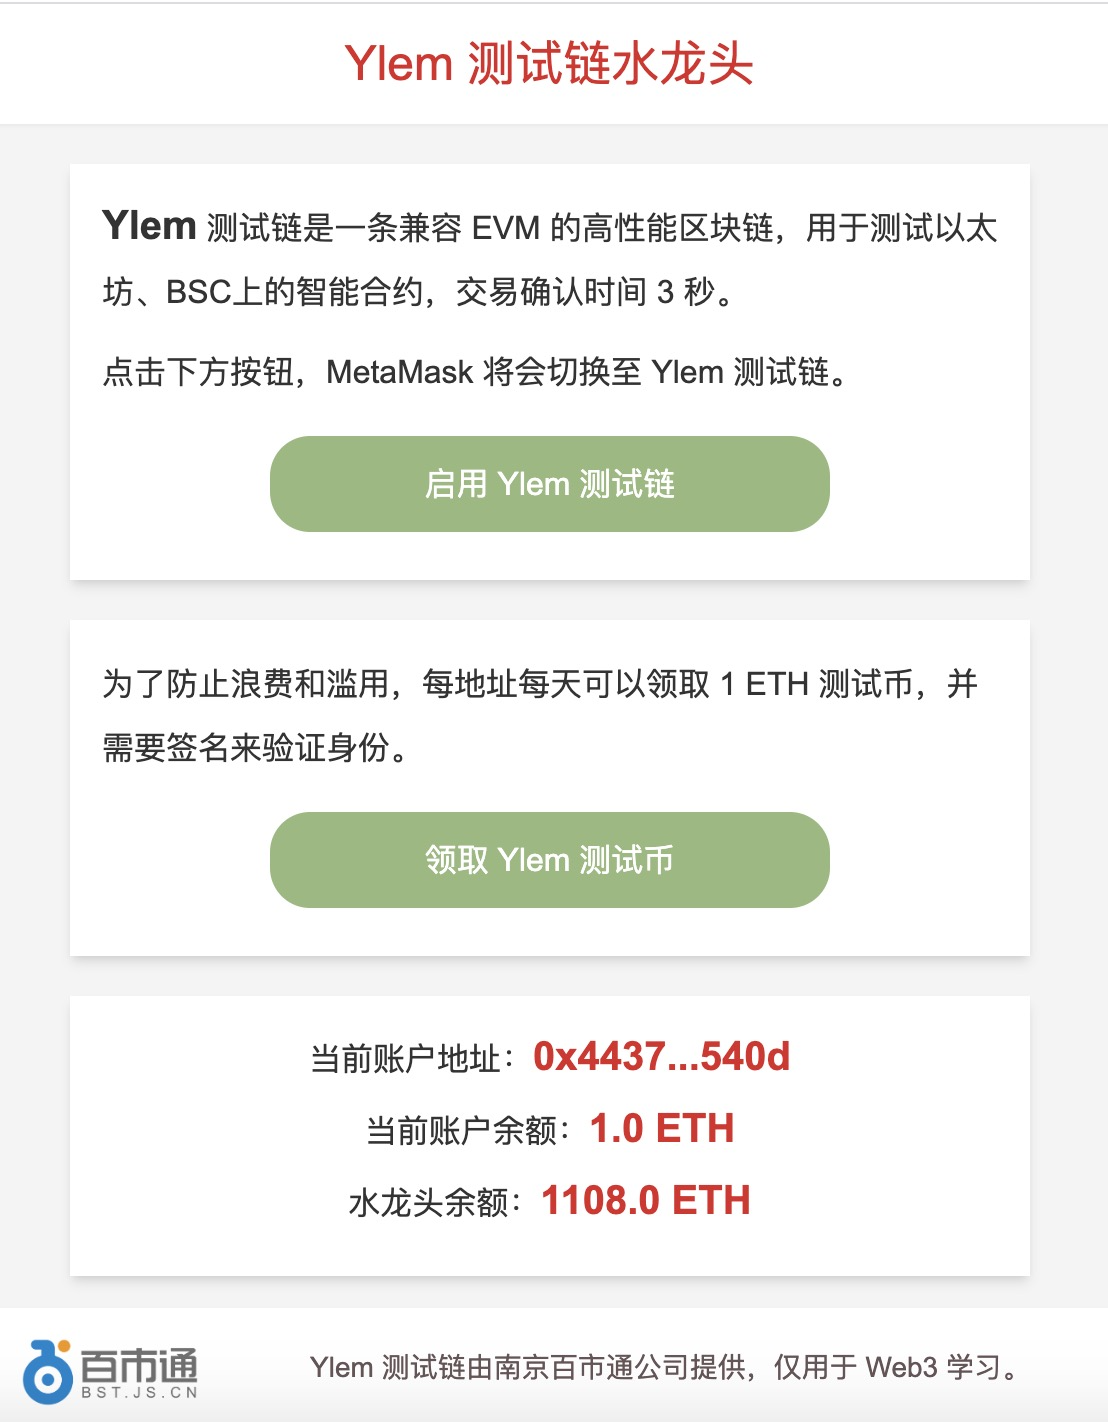 Ylem 测试链水龙头
Ylem 测试链是一条兼容 EVM 的高性能区块链，用于测试以太
坊、BSC上的智能合约，交易确认时间 3 秒。
点击下方按钮，MetaMask 将会切换至 Ylem 测试链。
启用 Ylem 测试链
为了防止浪费和滥用，每地址每天可以领取 1 ETH 测试币，并
需要签名来验证身份。
领取 Ylem 测试币
当前账户地址：0x4437...540d
当前账户余额：1.0 ETH
水龙头余额：1108.0 ETH
百市通
BST.JS.CN
Ylem 测试链由南京百市通公司提供，仅用于 Web3 学习。